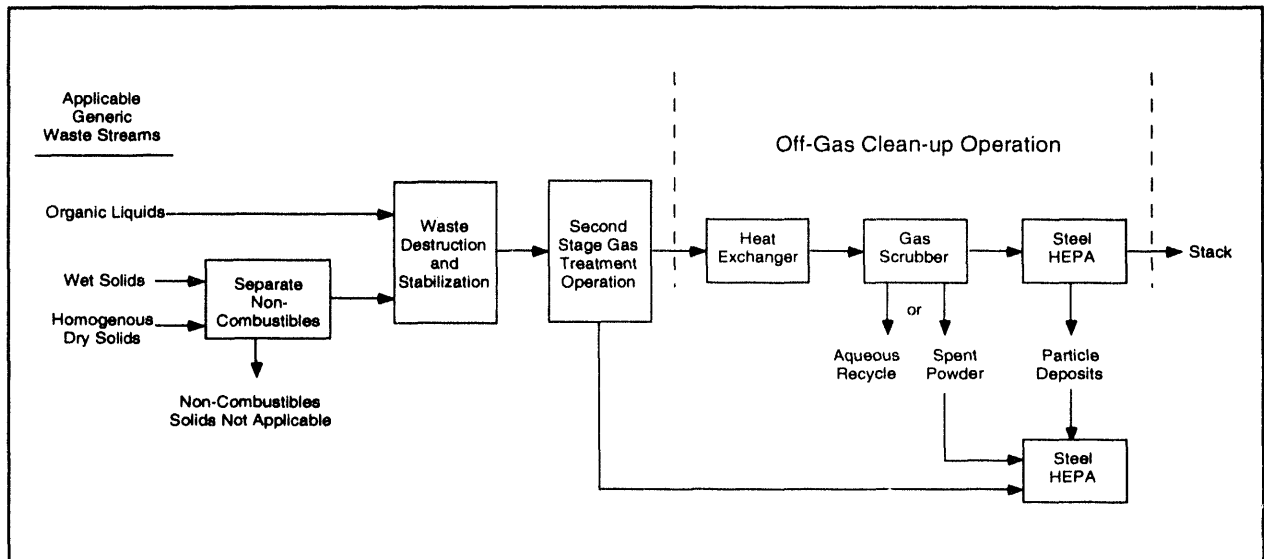 Applicable
Generic
Waste Streams
Off-Gas Clean-up Operation
Organic Liquids
Waste
Destruction
and
Stabilization
Second
Stage Gas
Treatment
Operation
Heat
Exchanger
Gas
Scrubber
Steel
HEPA
Stack
Wet Solids
Homogenous
Dry Solids
Separate
Non-
Combustibles
or
Aqueous
Recycle
Spent
Powder
Particle
Deposits
Non-Combustibles
Solids Not Applicable
Steel
HEPA